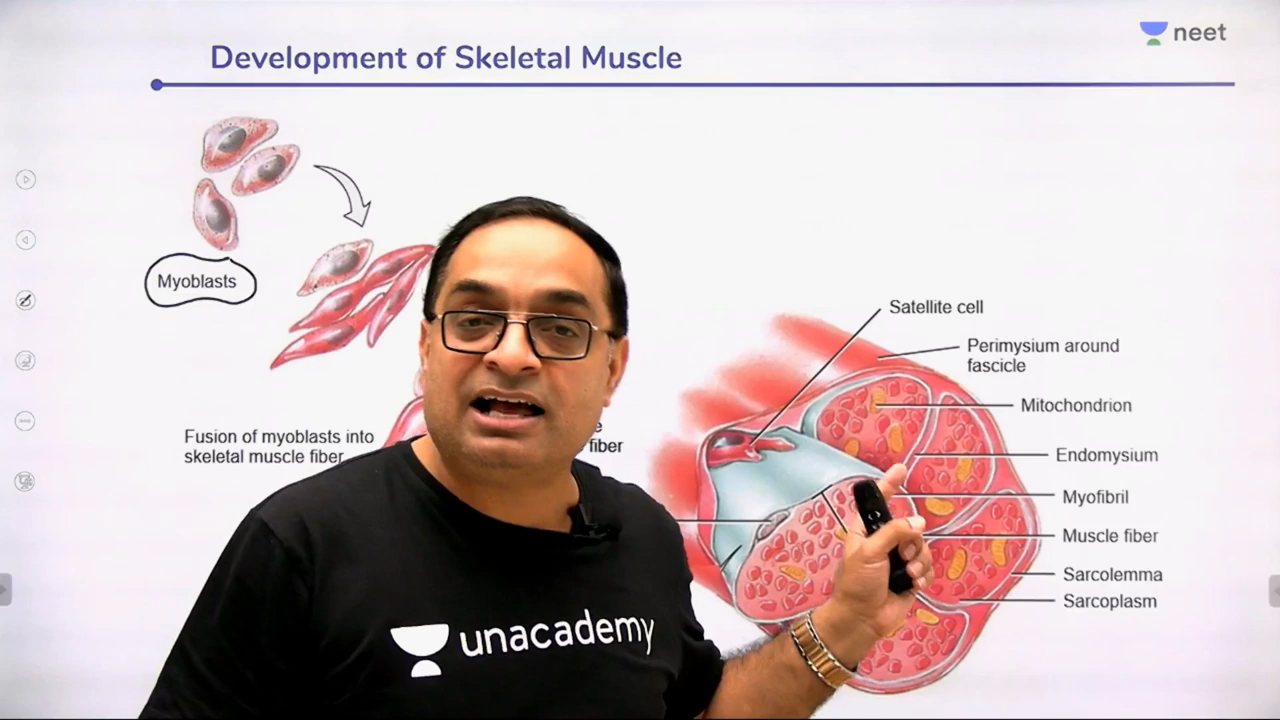 neet
Development of Skeletal Muscle
Myoblasts
Satellite cell
Perimysium around
fascicle
Mitochondrion
Fusion of myoblasts into
skeletal muscle fiber
fiber
Endomysium
Myofibril
Muscle fiber
Sarcolemma
Sarcoplasm
unacademy